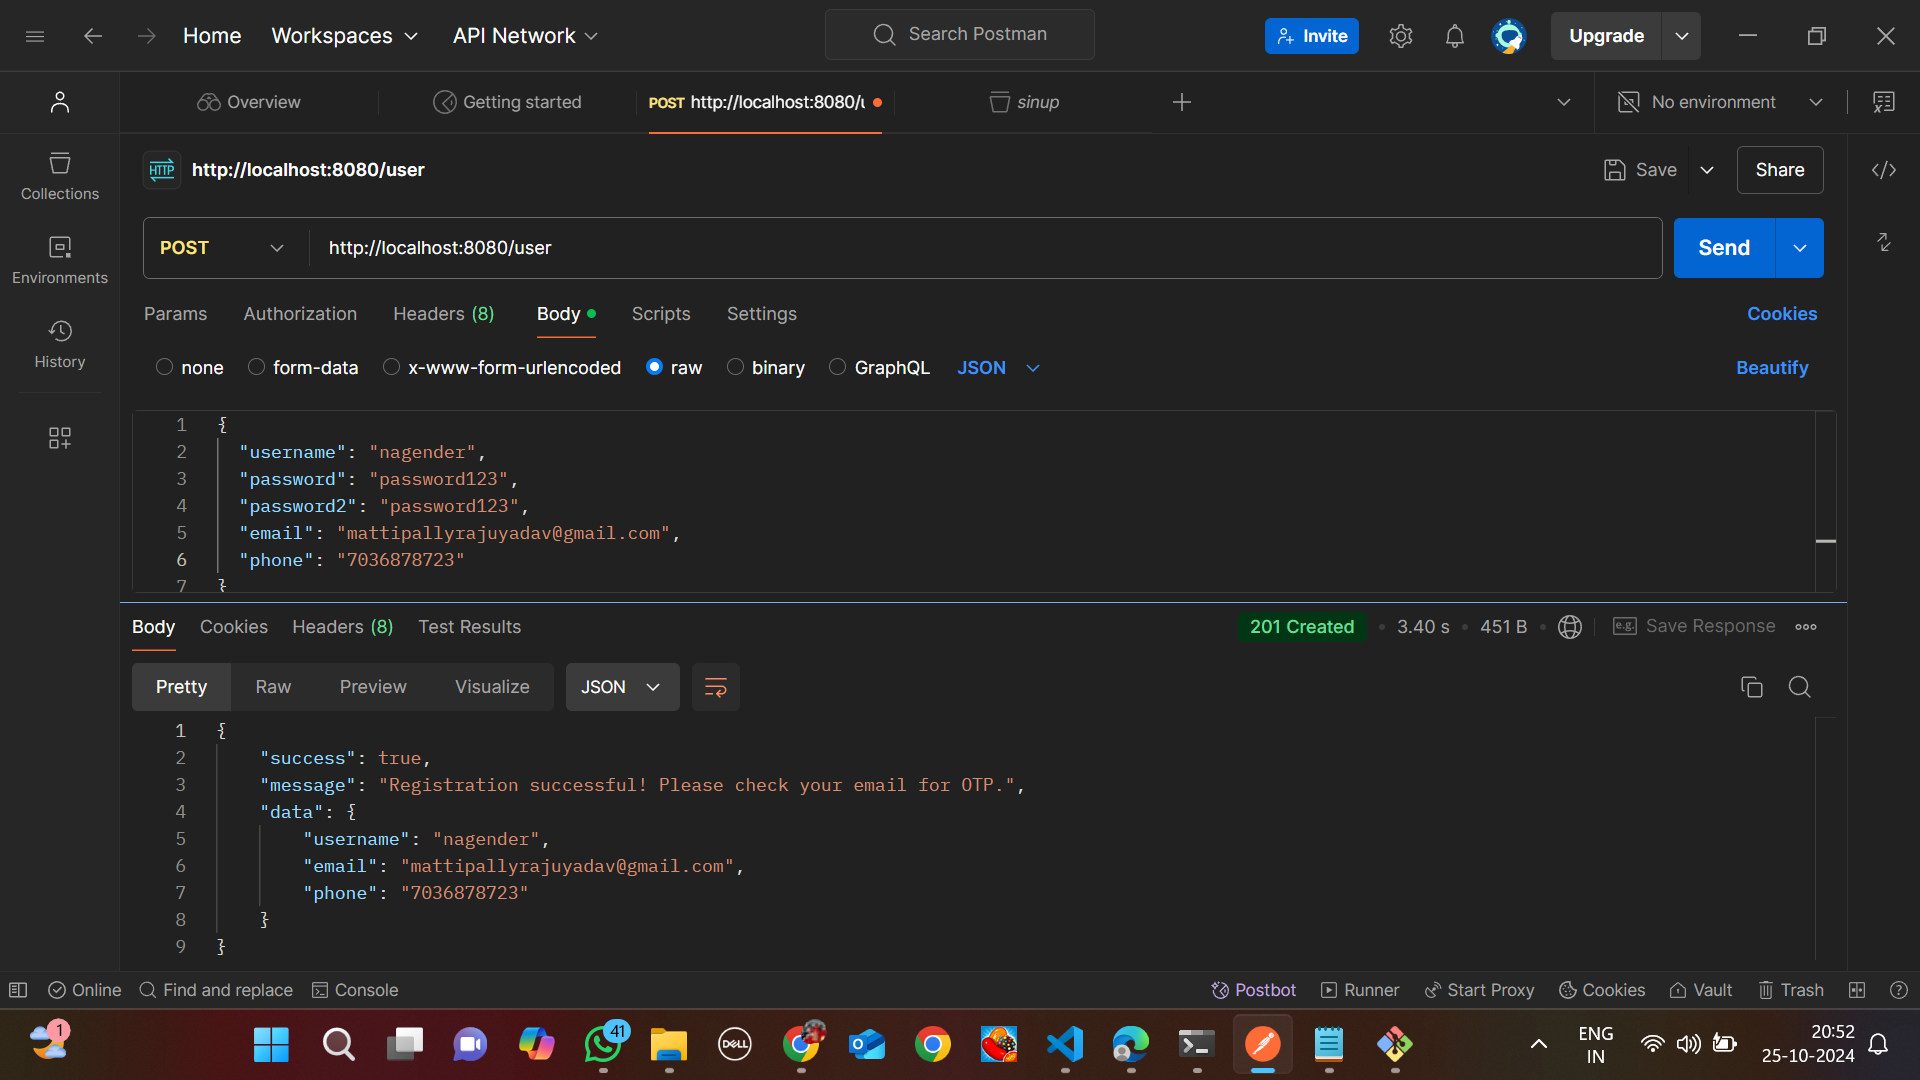 Home
Workspaces
API Network
Search Postman
Invite
Upgrade
Overview
Getting started
POST http://localhost:8080/u
sinup
No environment
Collections
Environments
History
HTTP
http://localhost:8080/user
Save
Share
POST
http://localhost:8080/user
Send
Params
Authorization
Headers (8)
Body
Scripts
Settings
Cookies
none
form-data
x-www-form-urlencoded
raw
binary
GraphQL
JSON
Beautify
1 {
2 "username": "nagender",
3 "password": "password123",
4 "password2": "password123",
5 "email": "mattipallyrajuyadav@gmail.com",
6 "phone": "7036878723"
7 }
Body
Cookies
Headers (8)
Test Results
201 Created
3.40 s
451 B
e.g.
Save Response
Pretty
Raw
Preview
Visualize
JSON
1 {
2 "success": true,
3 "message": "Registration successful! Please check your email for OTP.",
4 "data": {
5 "username": "nagender",
6 "email": "mattipallyrajuyadav@gmail.com",
7 "phone": "7036878723"
8 }
9 }
Online
Find and replace
Console
Postbot
Runner
Start Proxy
Cookies
Vault
Trash
1
41
DELL
ENG
IN
20:52
25-10-2024